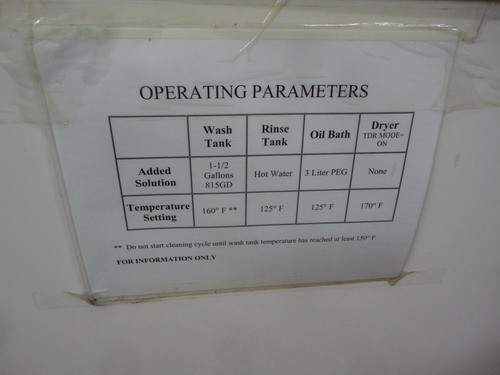 OPERATING PARAMETERS
Wash Tank Rinse Tank Oil Bath Dryer TDR MODE= ON
Added Solution 1-1/2 Gallons 815GD Hot Water 3 Liter PEG None
Temperature Setting 160° F ** 125° F 125° F 170° F
** Do not start cleaning cycle until wash tank temperature has reached at least 150° F
FOR INFORMATION ONLY